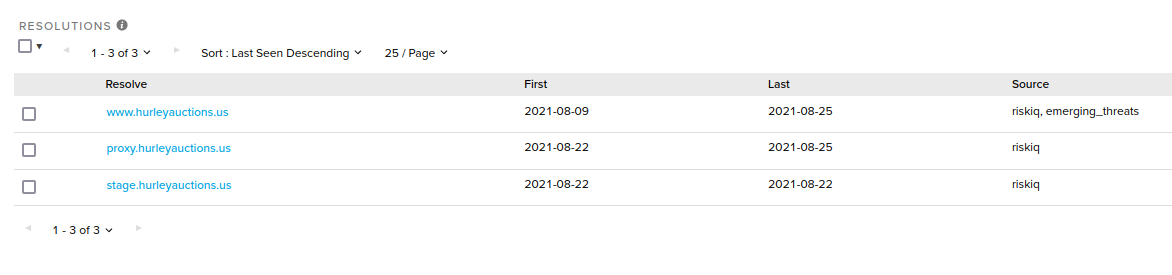 RESOLUTIONS
1 - 3 of 3 Sort : Last Seen Descending 25 / Page
Resolve First Last Source
www.hurleyauctions.us 2021-08-09 2021-08-25 riskiq, emerging_threats
proxy.hurleyauctions.us 2021-08-22 2021-08-25 riskiq
stage.hurleyauctions.us 2021-08-22 2021-08-22 riskiq
1 - 3 of 3